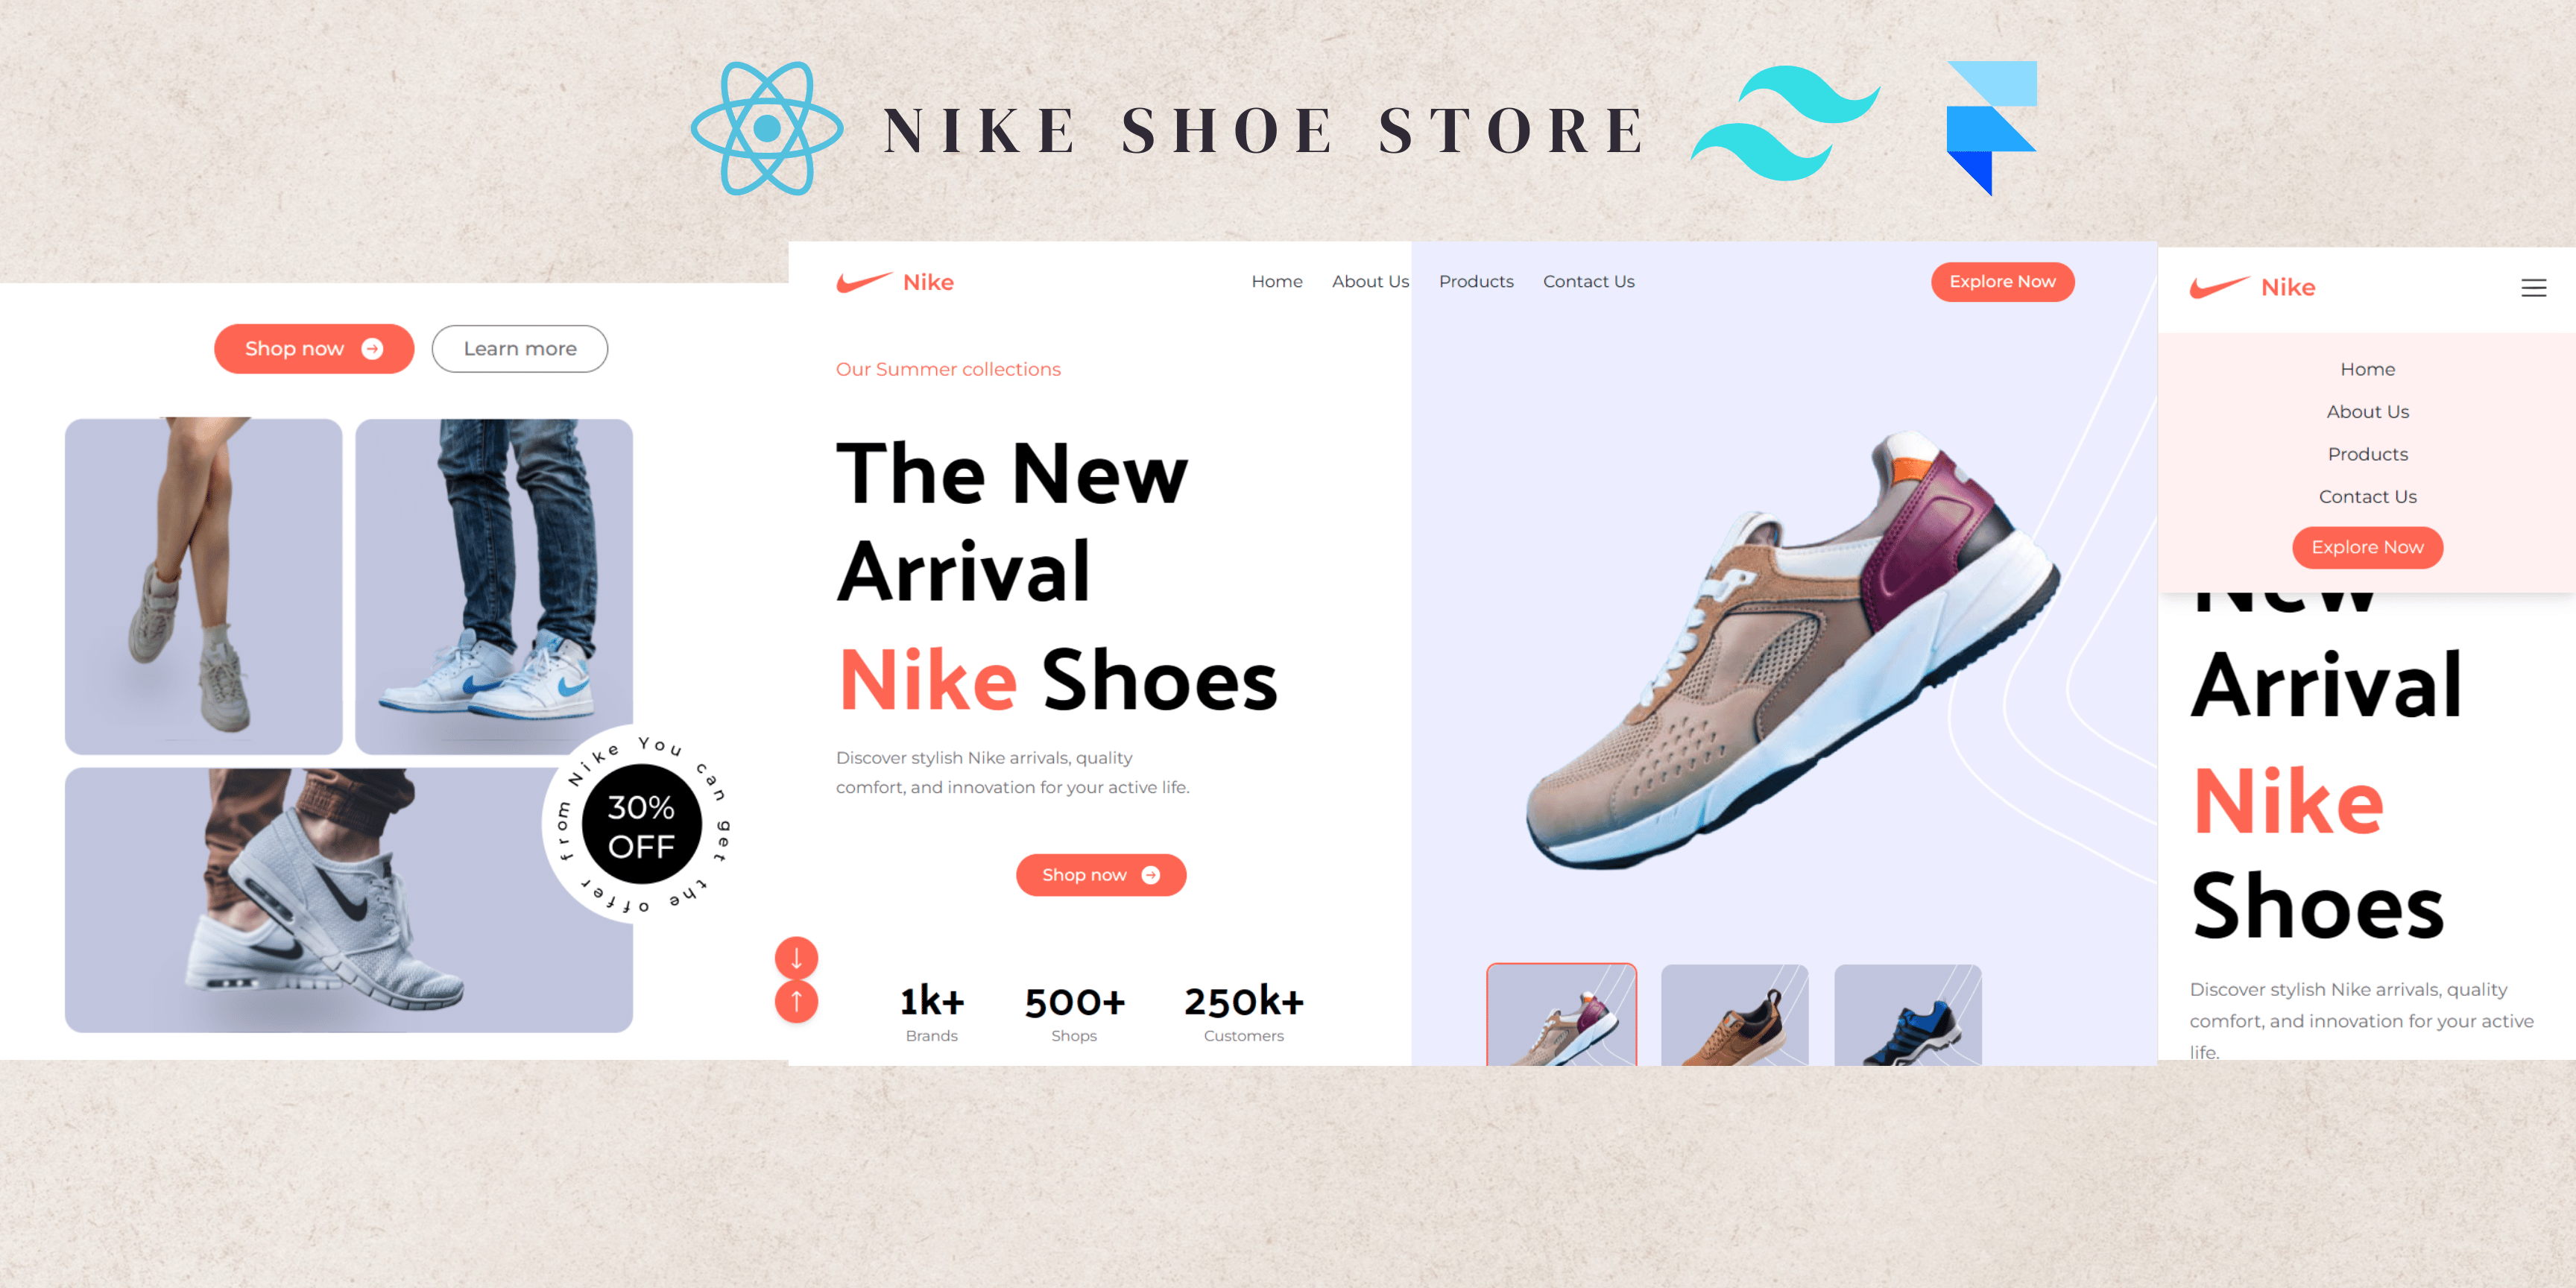 NIKE SHOE STORE
Shop now
Learn more
from Nike You can get the offer
30%
OFF
Nike
Home
About Us
Products
Contact Us
Explore Now
Our Summer collections
The New
Arrival
Nike Shoes
Discover stylish Nike arrivals, quality
comfort, and innovation for your active life.
Shop now
1k+
Brands
500+
Shops
250k+
Customers
Nike
Home
About Us
Products
Contact Us
Explore Now
New
Arrival
Nike
Shoes
Discover stylish Nike arrivals, quality
comfort, and innovation for your active
life.